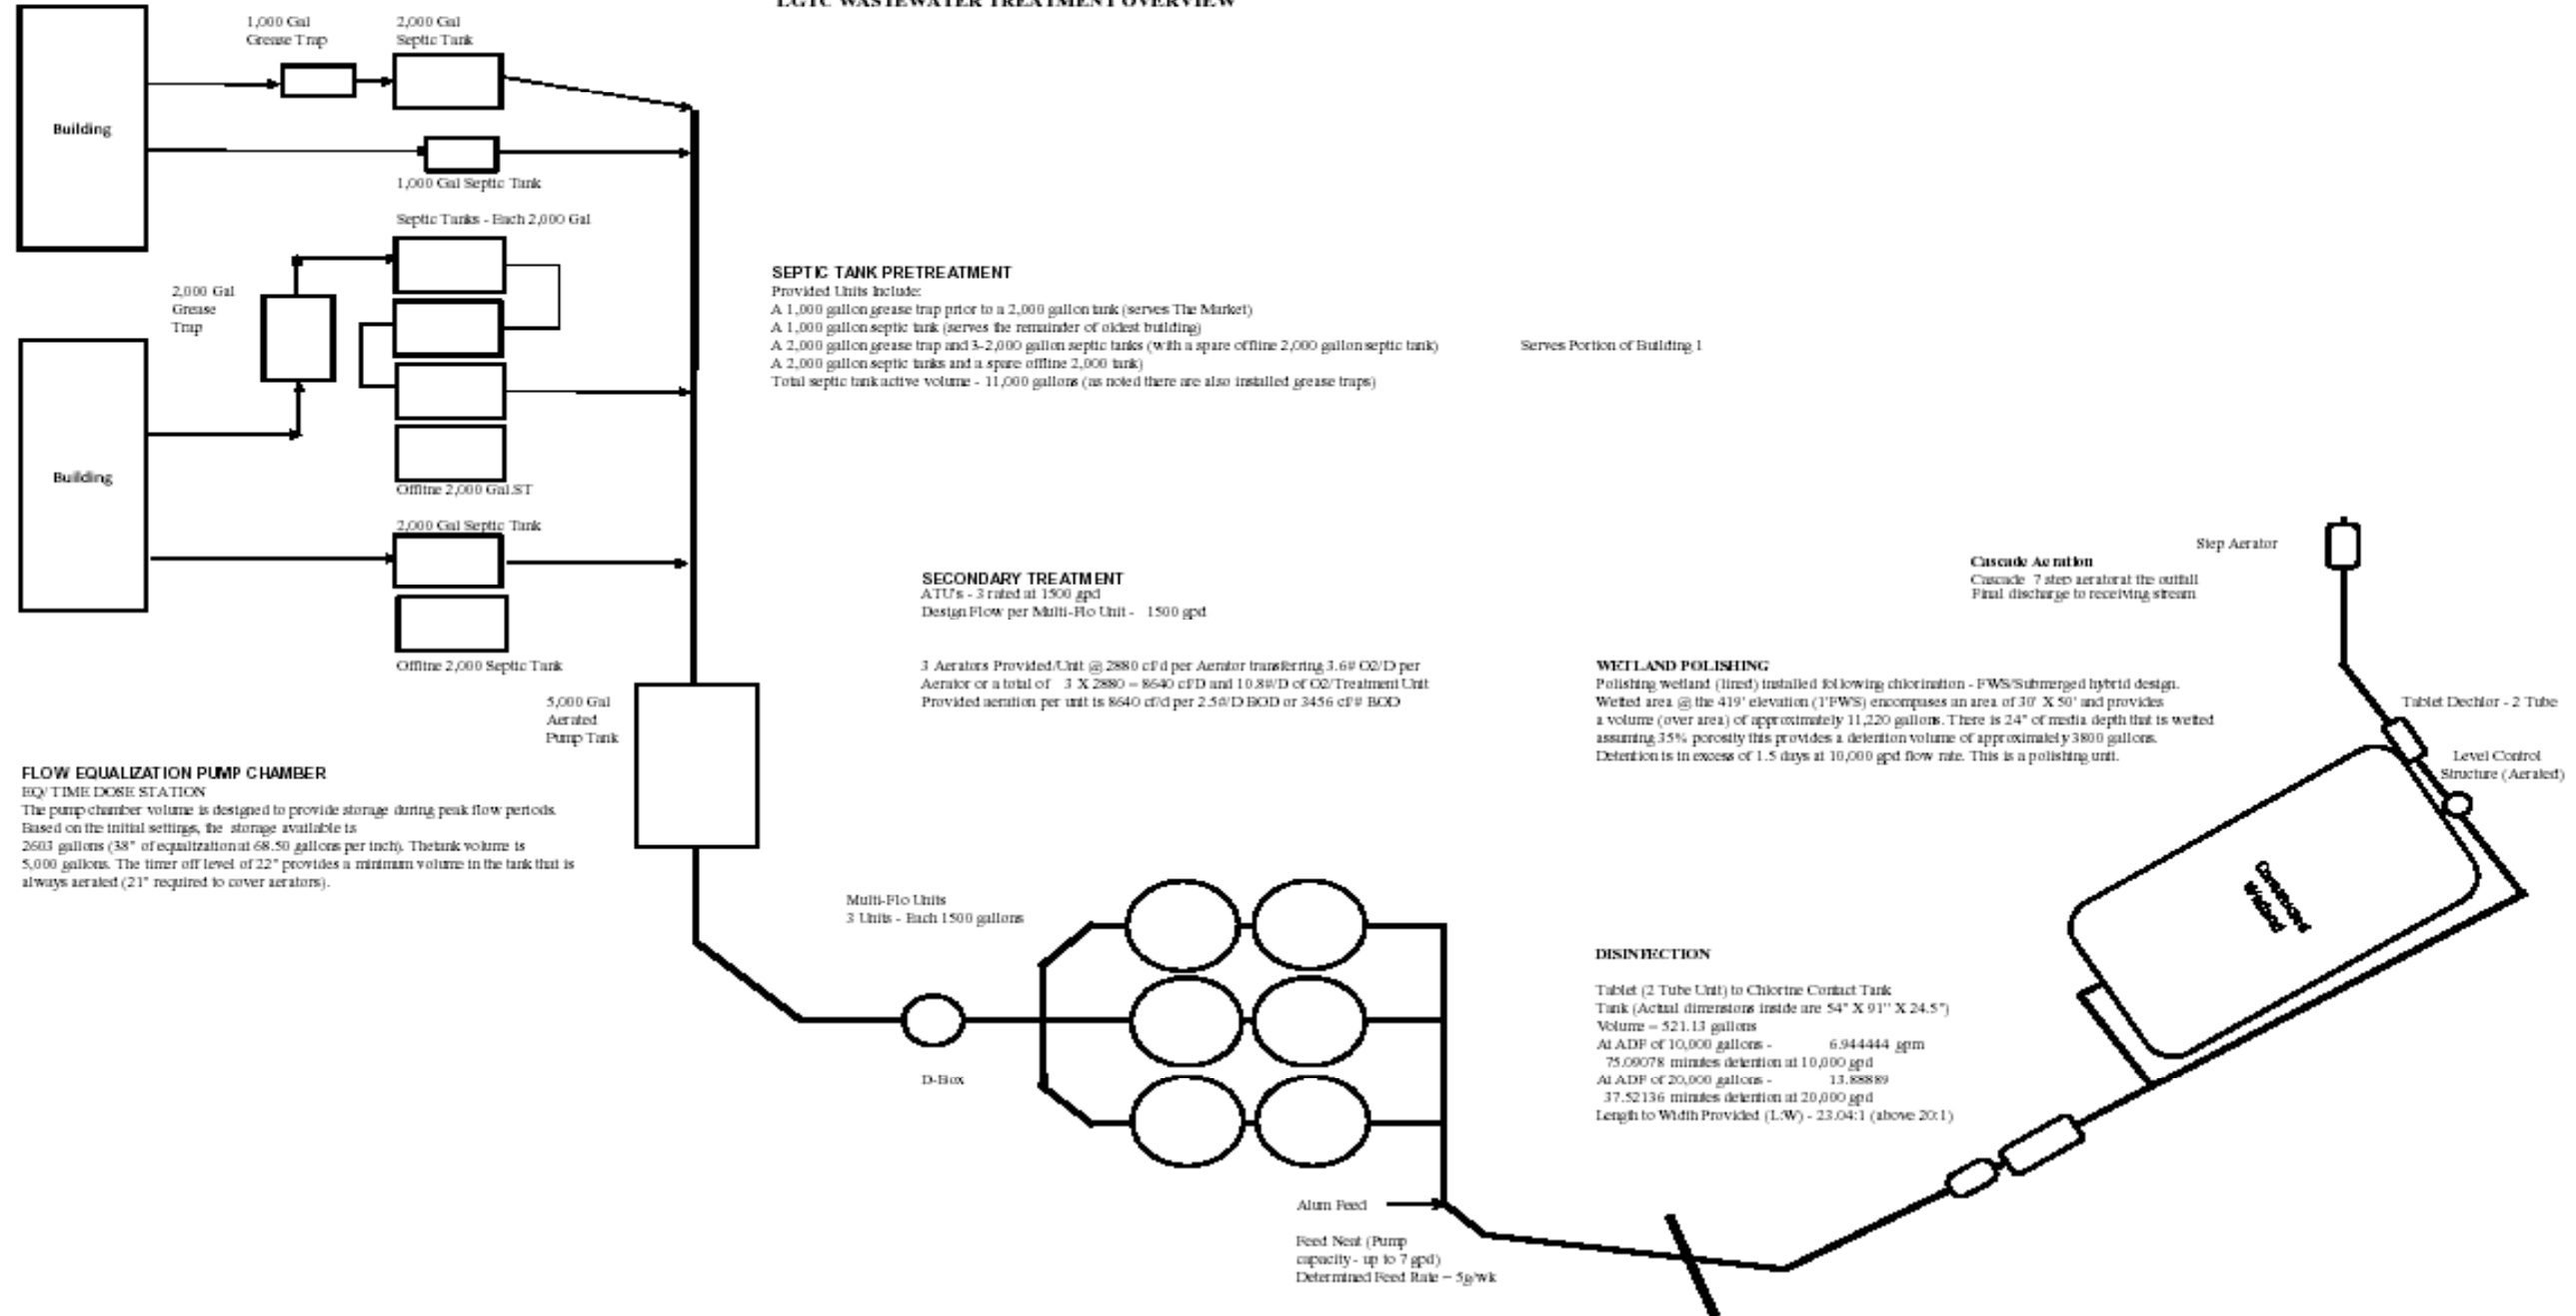 LGTC WASTEWATER TREATMENT OVERVIEW
1,000 Gal
Grease Trap
2,000 Gal
Septic Tank
Building
1,000 Gal Septic Tank
Septic Tanks - Each 2,000 Gal
2,000 Gal
Grease
Trap
Building
Offline 2,000 Gal.ST
2,000 Gal Septic Tank
Offline 2,000 Septic Tank
SEPTIC TANK PRETREATMENT
Provided Units Include:
A 1,000 gallon grease trap prior to a 2,000 gallon tank (serves The Market)
A 1,000 gallon septic tank (serves the remainder of oldest building)
A 2,000 gallon grease trap and 3-2,000 gallon septic tanks (with a spare offline 2,000 gallon septic tank) Serves Portion of Building 1
A 2,000 gallon septic tanks and a spare offline 2,000 tank)
Total septic tank active volume - 11,000 gallons (as noted there are also installed grease traps)
5,000 Gal
Aerated
Pump Tank
FLOW EQUALIZATION PUMP CHAMBER
EQ/ TIME DOSE STATION
The pump chamber volume is designed to provide storage during peak flow periods.
Based on the initial settings, the storage available is
2603 gallons (38" of equalization at 68.50 gallons per inch). The tank volume is
5,000 gallons. The timer off level of 22" provides a minimum volume in the tank that is
always aerated (21" required to cover aerators).
SECONDARY TREATMENT
ATU's - 3 rated at 1500 gpd
Design Flow per Multi-Flo Unit - 1500 gpd
3 Aerators Provided/Unit @ 2880 cf/d per Aerator transferring 3.6# O2/D per
Aerator or a total of 3 X 2880 = 8640 cf/D and 10.8#/D of O2/Treatment Unit
Provided aeration per unit is 8640 cf/d per 2.5#/D BOD or 3456 cf/# BOD
Multi-Flo Units
3 Units - Each 1500 gallons
D-Box
Alum Feed
Feed Neat (Pump
capacity - up to 7 gpd)
Determined Feed Rate = 5g/wk
Step Aerator
Cascade Aeration
Cascade 7 step aerator at the outfall
Final discharge to receiving stream
WETLAND POLISHING
Polishing wetland (lined) installed following chlorination - FWS/Submerged hybrid design.
Wetted area @ the 419' elevation (1'FWS) encompases an area of 30' X 50' and provides
a volume (over area) of approximately 11,220 gallons. There is 24" of media depth that is wetted
assuming 35% porosity this provides a detention volume of approximately 3800 gallons.
Detention is in excess of 1.5 days at 10,000 gpd flow rate. This is a polishing unit.
Tablet Dechlor - 2 Tube
Level Control
Structure (Aerated)
Wetland
DISINFECTION
Tablet (2 Tube Unit) to Chlorine Contact Tank
Tank (Actual dimensions inside are 54" X 91" X 24.5")
Volume = 521.13 gallons
At ADF of 10,000 gallons - 6.944444 gpm
75.09078 minutes detention at 10,000 gpd
At ADF of 20,000 gallons - 13.88889
37.52136 minutes detention at 20,000 gpd
Length to Width Provided (L:W) - 23.04:1 (above 20:1)